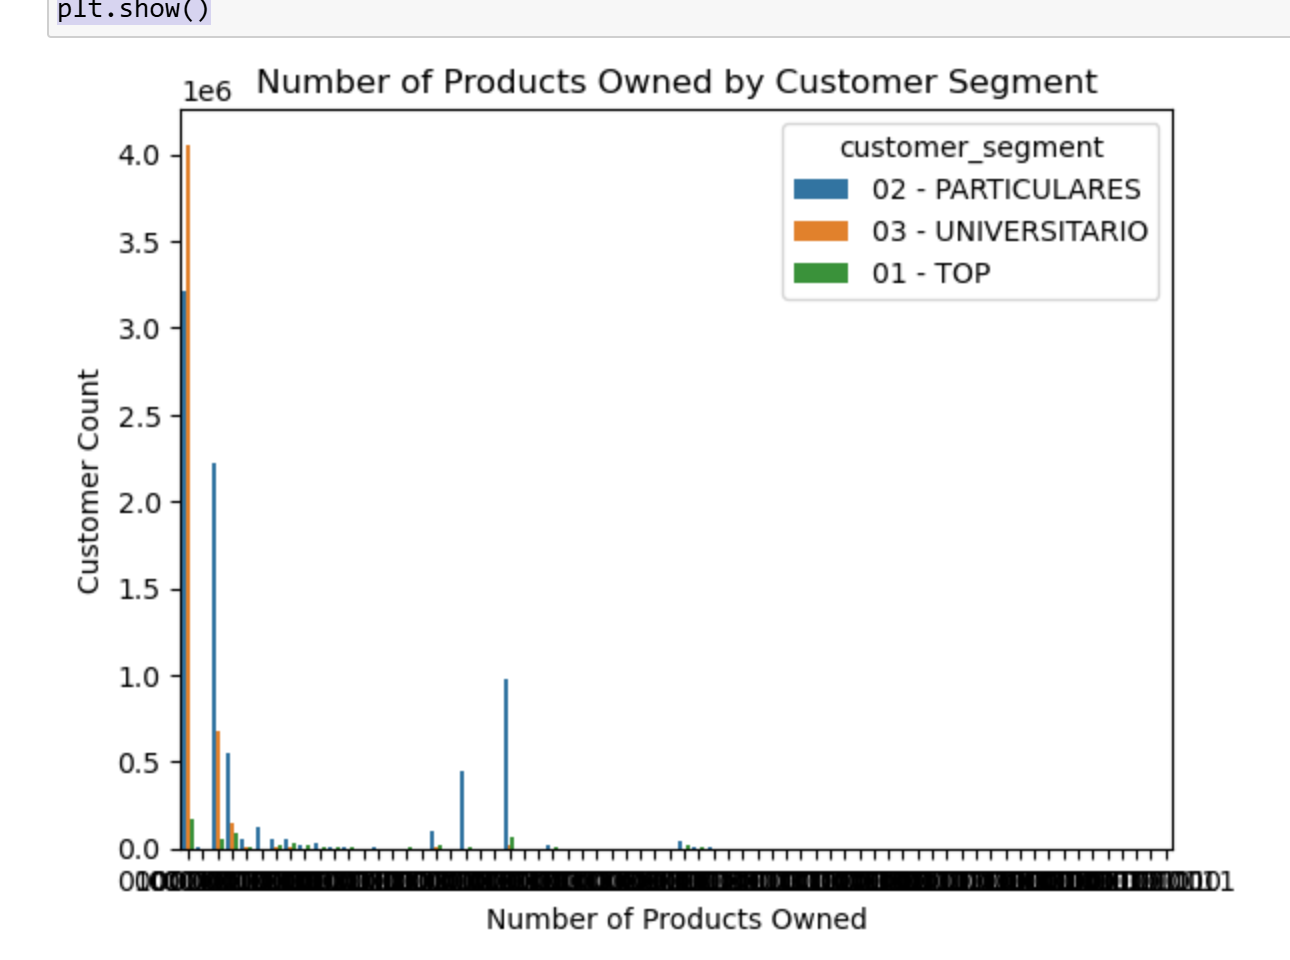 plt.show()
Number of Products Owned by Customer Segment
1e6
customer_segment
02 - PARTICULARES
03 - UNIVERSITARIO
01 - TOP
4.0
3.5
3.0
2.5
2.0
1.5
1.0
0.5
0.0
Customer Count
Number of Products Owned